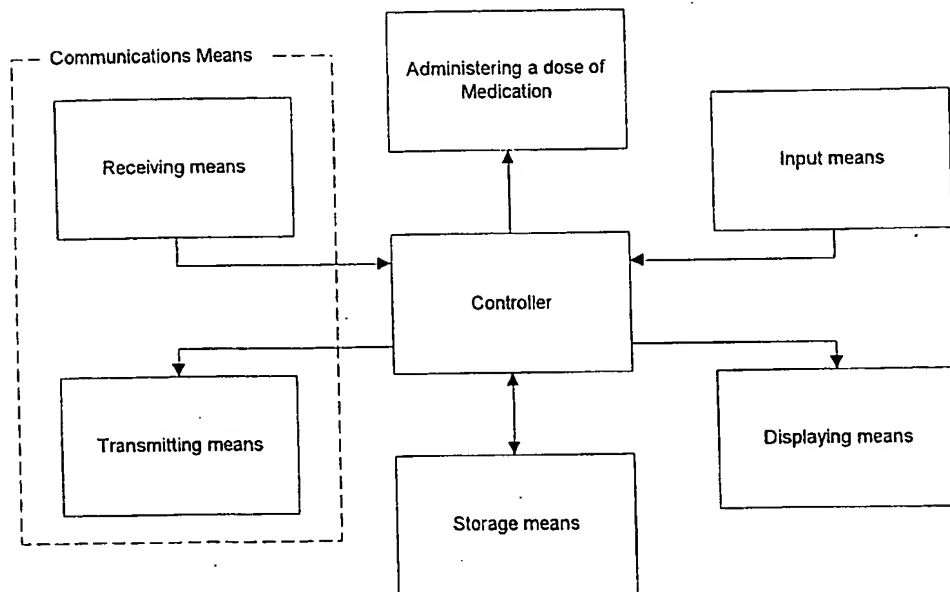 Communications Means
Administering a dose of
Medication
Receiving means
Input means
Controller
Transmitting means
Displaying means
Storage means